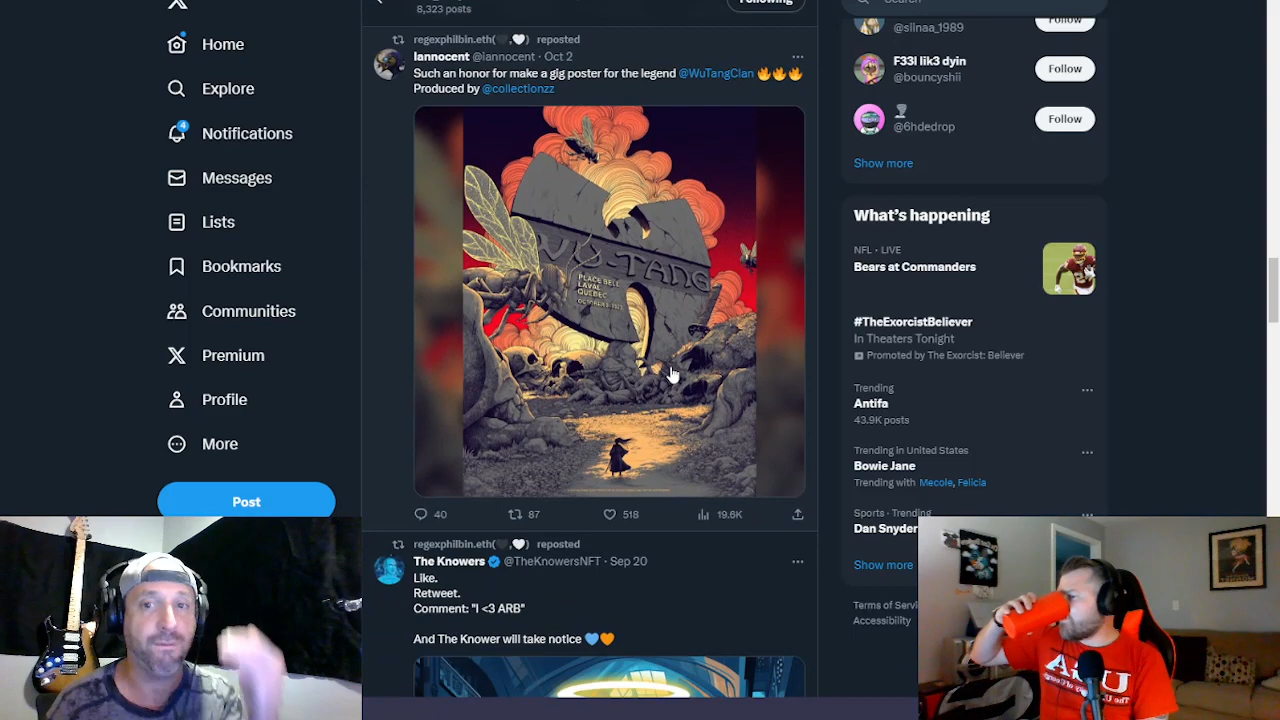 8,323 posts
Following
Search
Home
Explore
4
Notifications
Messages
Lists
Bookmarks
Communities
Premium
Profile
More
Post
regexphilbin.eth(🖤,🤍) reposted
Iannocent @iannocent · Oct 2
Such an honor for make a gig poster for the legend @WuTangClan 🔥🔥🔥
Produced by @collectionzz
WU-TANG
PLACE BELL
LAVAL
QUEBEC
40
87
518
19.6K
regexphilbin.eth(🖤,🤍) reposted
The Knowers @TheKnowersNFT · Sep 20
Like.
Retweet.
Comment: "I <3 ARB"
And The Knower will take notice 💙🧡
@sllnaa_1989
Follow
F33l lik3 dyin
@bouncyshii
Follow
@6hdedrop
Follow
Show more
What's happening
NFL · LIVE
Bears at Commanders
#TheExorcistBeliever
In Theaters Tonight
Promoted by The Exorcist: Believer
Trending
Antifa
43.9K posts
Trending in United States
Bowie Jane
Trending with Mecole, Felicia
Sports · Trending
Dan Snyder
Show more
Terms of Servi
Accessibility